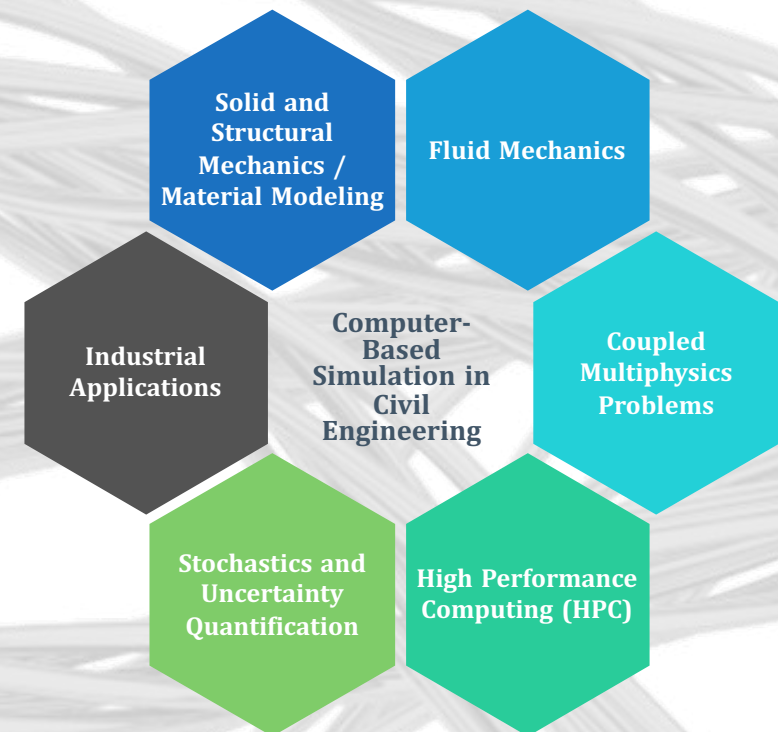 Solid and
Structural
Mechanics /
Material Modeling
Fluid Mechanics
Computer-
Based
Simulation in
Civil
Engineering
Industrial
Applications
Coupled
Multiphysics
Problems
Stochastics and
Uncertainty
Quantification
High Performance
Computing (HPC)